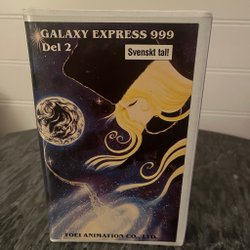 GALAXY EXPRESS 999
Del 2
Svenskt tal!
TOEI ANIMATION CO., LTD.